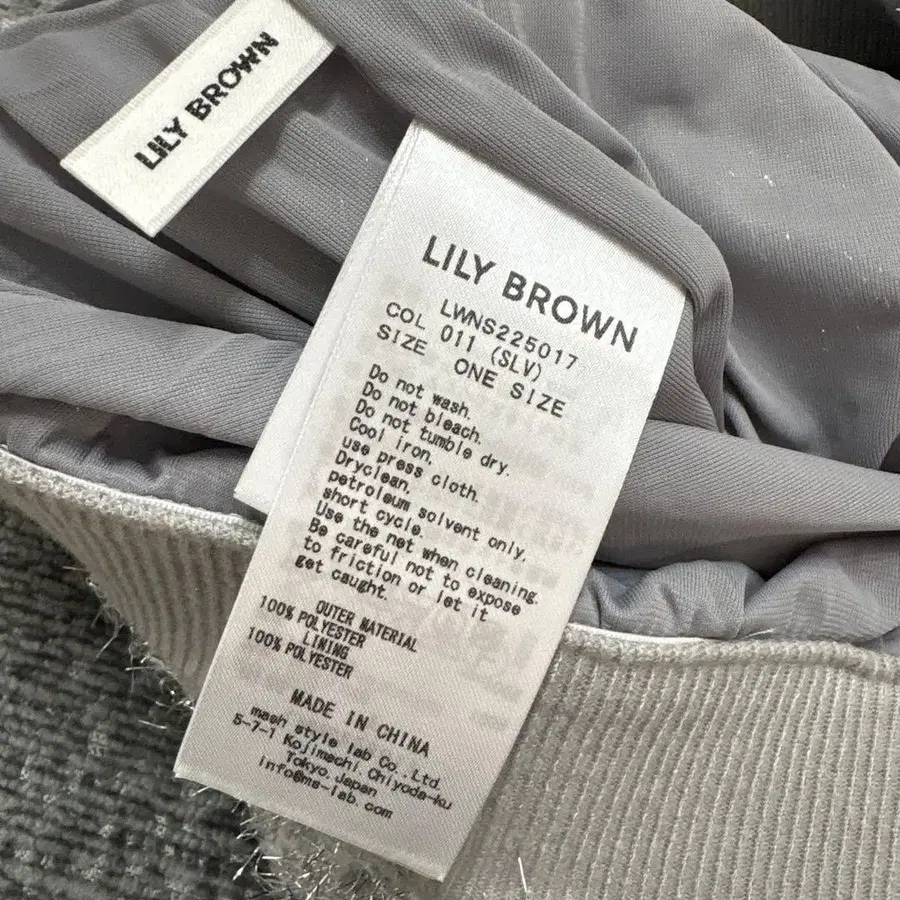 LILY BROWN
LILY BROWN
LWNS225017
COL 011 (SLV)
SIZE ONE SIZE
Do not wash.
Do not bleach.
Do not tumble dry.
Cool iron.
use press cloth.
Dryclean.
petroleum solvent only.
short cycle.
Use the net when cleaning.
Be careful not to expose
to friction or let it
get caught.
OUTER MATERIAL
100% POLYESTER
LINING
100% POLYESTER
MADE IN CHINA
mash style lab Co.,Ltd.
5-7-1 Kojimachi,Chiyoda-ku
Tokyo,Japan
info@ms-lab.com